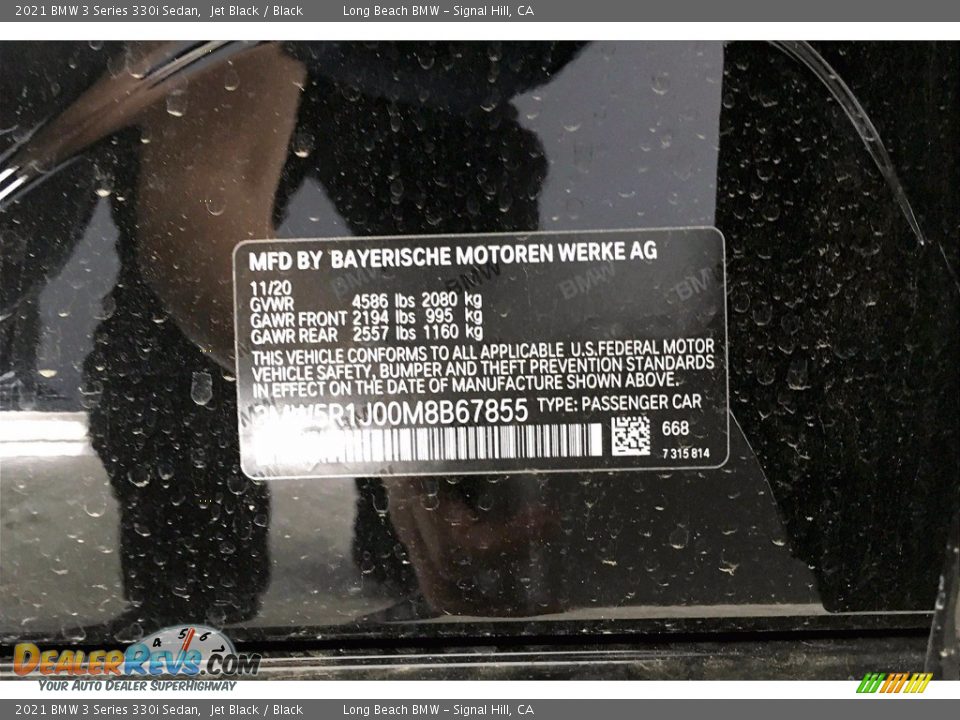 2021 BMW 3 Series 330i Sedan,  Jet Black / Black          Long Beach BMW - Signal Hill, CA
MFD BY BAYERISCHE MOTOREN WERKE AG
11/20
GVWR 4586 lbs 2080 kg
GAWR FRONT 2194 lbs 995 kg
GAWR REAR 2557 lbs 1160 kg
THIS VEHICLE CONFORMS TO ALL APPLICABLE U.S.FEDERAL MOTOR
VEHICLE SAFETY, BUMPER AND THEFT PREVENTION STANDARDS
IN EFFECT ON THE DATE OF MANUFACTURE SHOWN ABOVE.
3MW5R1J00M8B67855 TYPE: PASSENGER CAR
668
7 315 814
4 5 6
DEALERREVS.COM
YOUR AUTO DEALER SUPERHIGHWAY
2021 BMW 3 Series 330i Sedan,  Jet Black / Black          Long Beach BMW - Signal Hill, CA